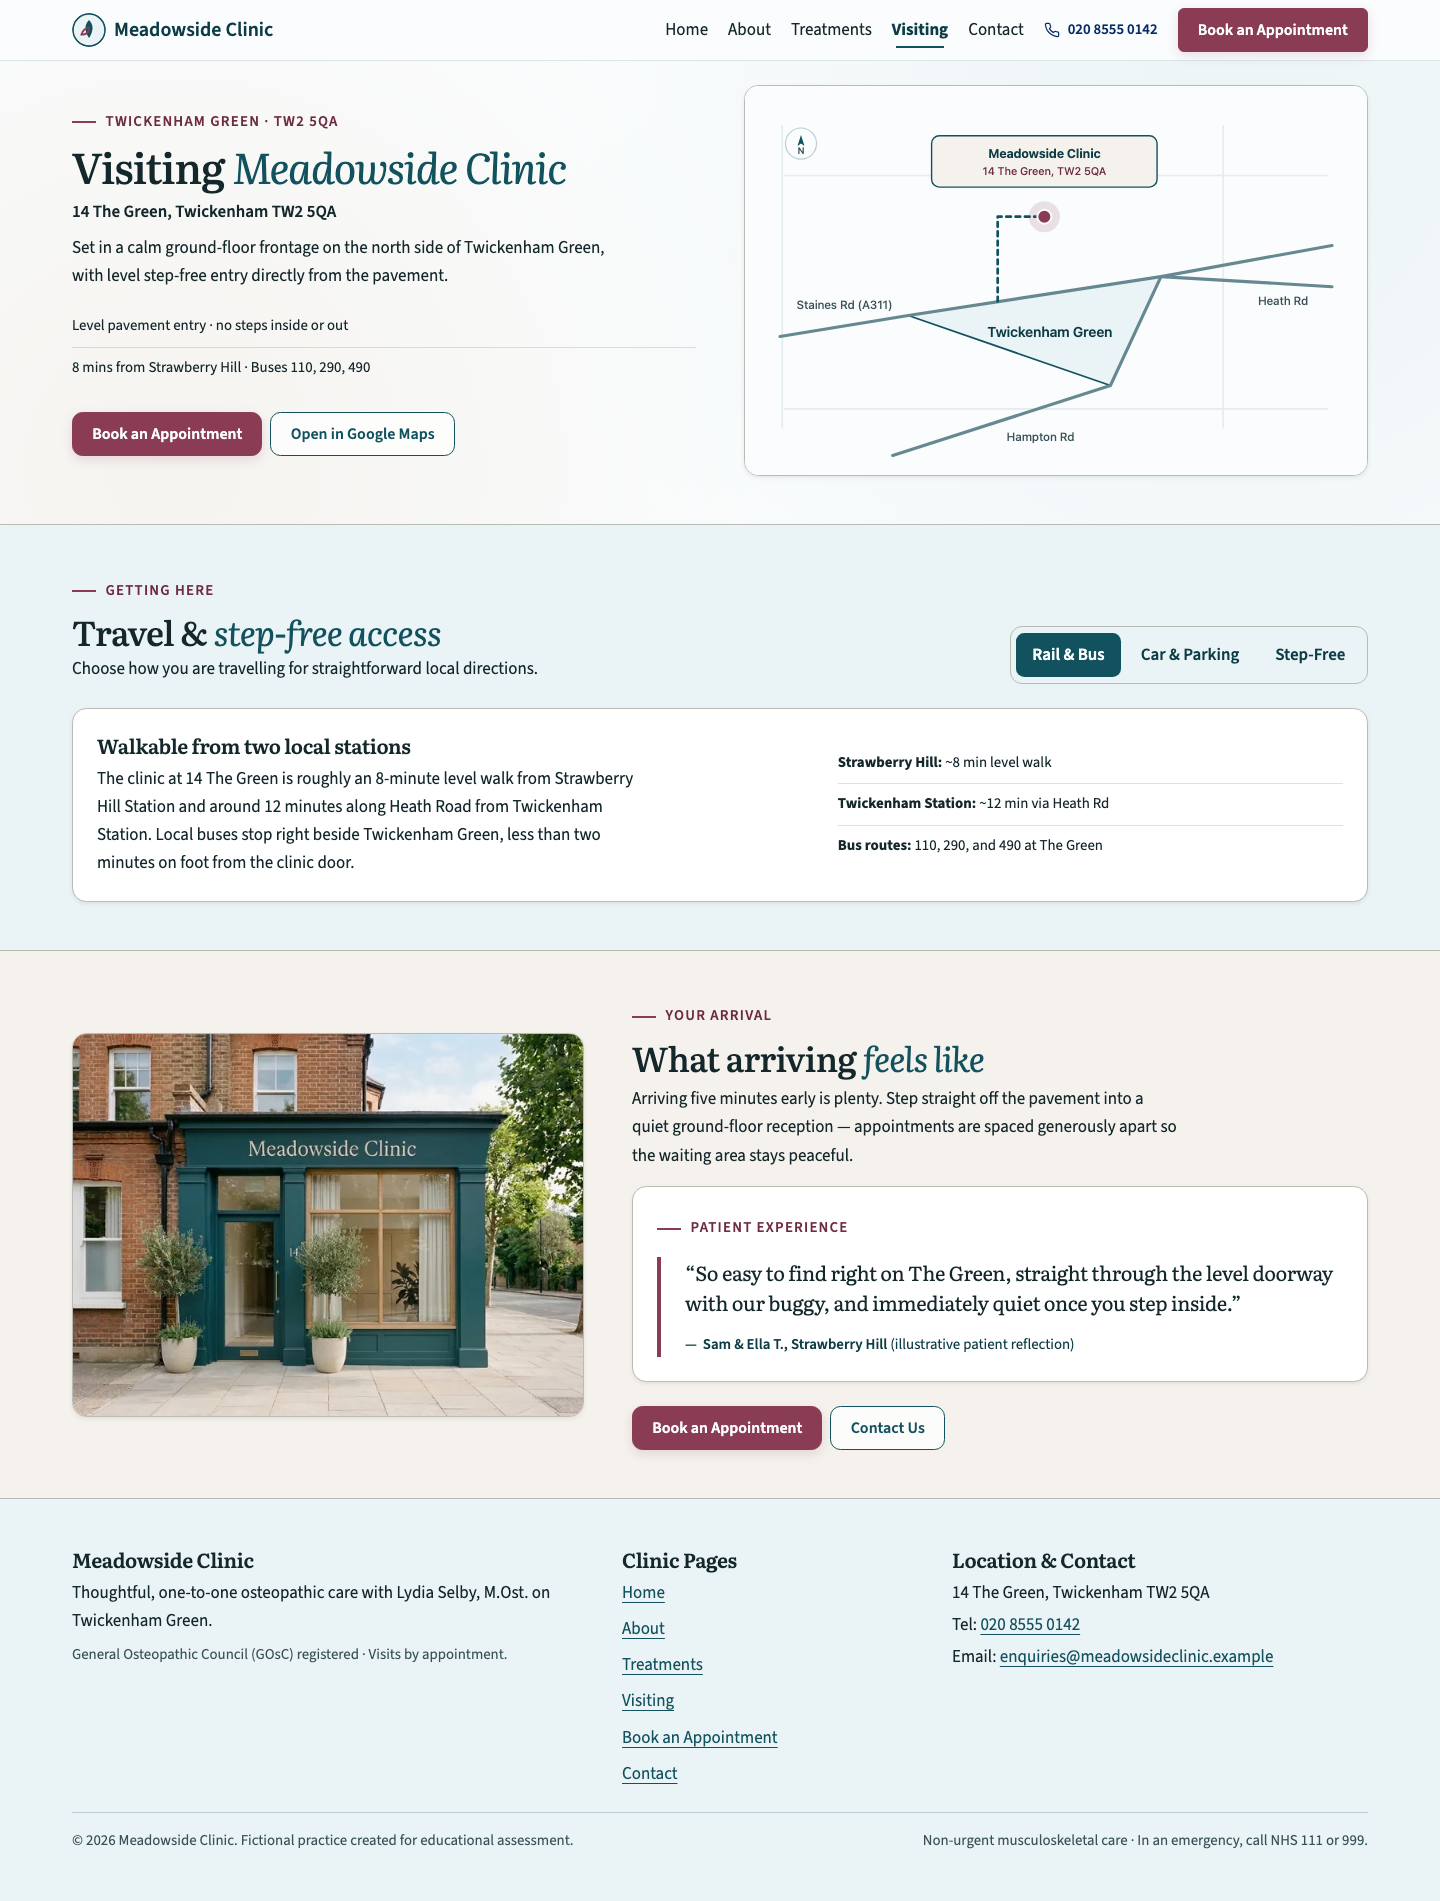 Meadowside Clinic
Home
About
Treatments
Visiting
Contact
020 8555 0142
Book an Appointment
TWICKENHAM GREEN · TW2 5QA
Visiting Meadowside Clinic
14 The Green, Twickenham TW2 5QA
Set in a calm ground-floor frontage on the north side of Twickenham Green,
with level step-free entry directly from the pavement.
Level pavement entry · no steps inside or out
8 mins from Strawberry Hill · Buses 110, 290, 490
Book an Appointment
Open in Google Maps
N
Meadowside Clinic
14 The Green, TW2 5QA
Staines Rd (A311)
Heath Rd
Twickenham Green
Hampton Rd
GETTING HERE
Travel & step-free access
Choose how you are travelling for straightforward local directions.
Rail & Bus
Car & Parking
Step-Free
Walkable from two local stations
The clinic at 14 The Green is roughly an 8-minute level walk from Strawberry
Hill Station and around 12 minutes along Heath Road from Twickenham
Station. Local buses stop right beside Twickenham Green, less than two
minutes on foot from the clinic door.
Strawberry Hill: ~8 min level walk
Twickenham Station: ~12 min via Heath Rd
Bus routes: 110, 290, and 490 at The Green
Meadowside Clinic
14
YOUR ARRIVAL
What arriving feels like
Arriving five minutes early is plenty. Step straight off the pavement into a
quiet ground-floor reception — appointments are spaced generously apart so
the waiting area stays peaceful.
PATIENT EXPERIENCE
“So easy to find right on The Green, straight through the level doorway
with our buggy, and immediately quiet once you step inside.”
— Sam & Ella T., Strawberry Hill (illustrative patient reflection)
Book an Appointment
Contact Us
Meadowside Clinic
Thoughtful, one-to-one osteopathic care with Lydia Selby, M.Ost. on
Twickenham Green.
General Osteopathic Council (GOsC) registered · Visits by appointment.
Clinic Pages
Home
About
Treatments
Visiting
Book an Appointment
Contact
Location & Contact
14 The Green, Twickenham TW2 5QA
Tel: 020 8555 0142
Email: enquiries@meadowsideclinic.example
© 2026 Meadowside Clinic. Fictional practice created for educational assessment.
Non-urgent musculoskeletal care · In an emergency, call NHS 111 or 999.